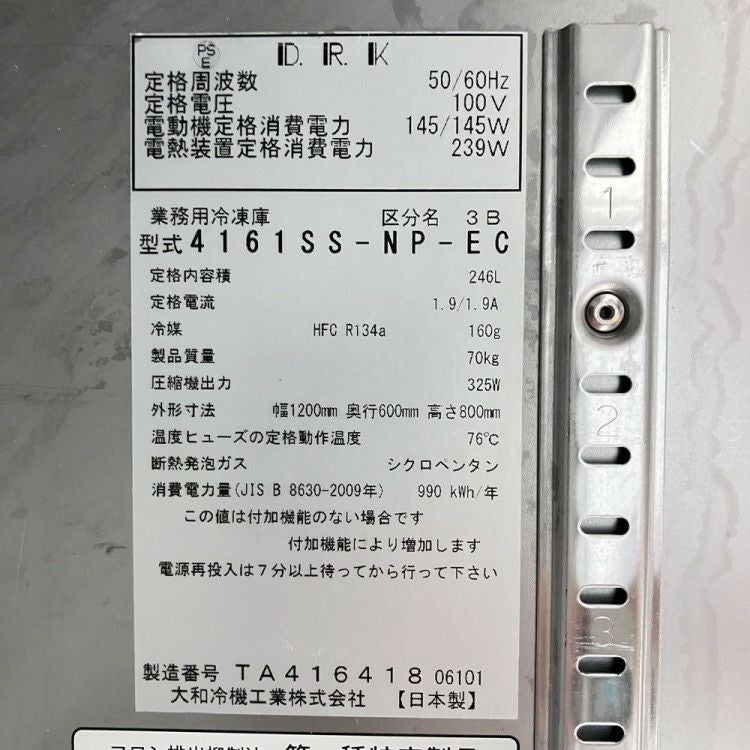 PS E D.R.K
定格周波数 50/60Hz
定格電圧 100V
電動機定格消費電力 145/145W
電熱装置定格消費電力 239W
業務用冷凍庫 区分名 3B
型式 4161SS-NP-EC
定格内容積 246L
定格電流 1.9/1.9A
冷媒 HFC R134a 160g
製品質量 70kg
圧縮機出力 325W
外形寸法 幅1200mm 奥行600mm 高さ800mm
温度ヒューズの定格動作温度 76℃
断熱発泡ガス シクロペンタン
消費電力量(JIS B 8630-2009年) 990 kWh/年
この値は付加機能のない場合です
付加機能により増加します
電源再投入は7分以上待ってから行って下さい
製造番号 TA416418 06101
大和冷機工業株式会社 【日本製】
1
2
3